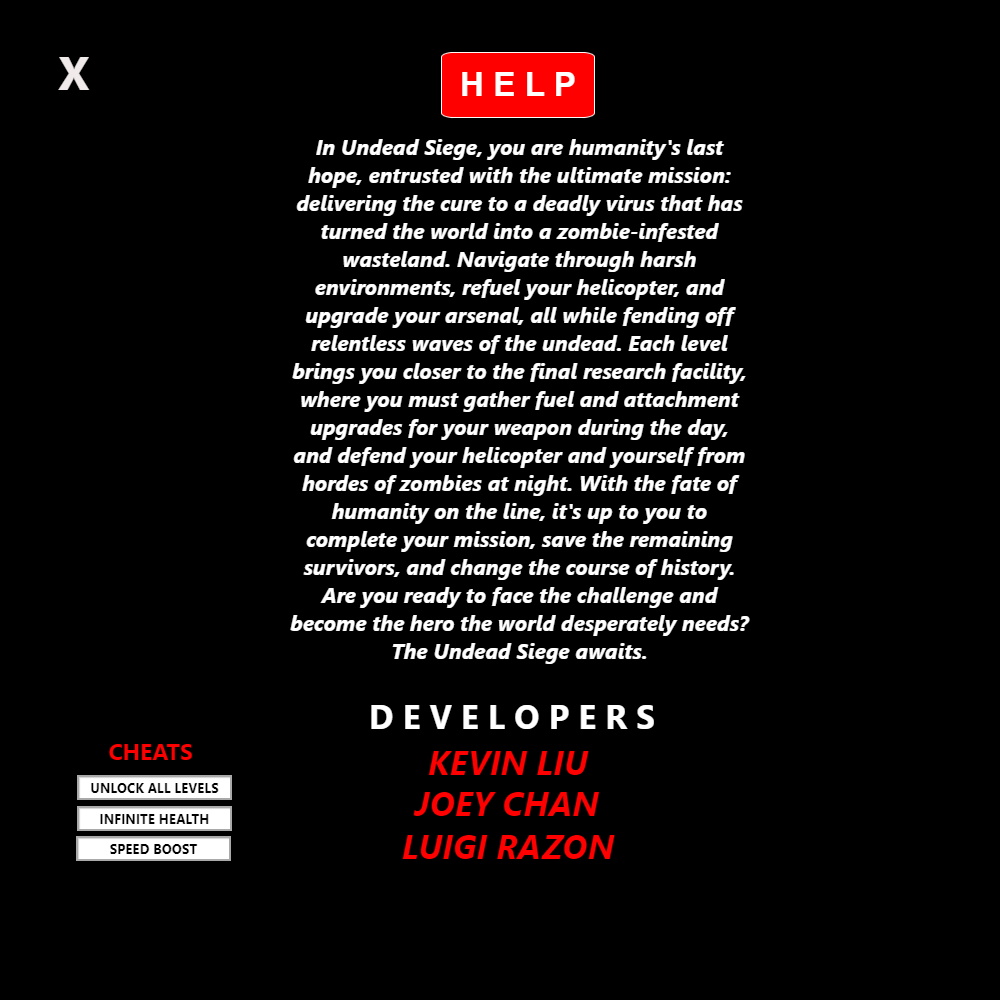 X
H E L P
In Undead Siege, you are humanity's last
hope, entrusted with the ultimate mission:
delivering the cure to a deadly virus that has
turned the world into a zombie-infested
wasteland. Navigate through harsh
environments, refuel your helicopter, and
upgrade your arsenal, all while fending off
relentless waves of the undead. Each level
brings you closer to the final research facility,
where you must gather fuel and attachment
upgrades for your weapon during the day,
and defend your helicopter and yourself from
hordes of zombies at night. With the fate of
humanity on the line, it's up to you to
complete your mission, save the remaining
survivors, and change the course of history.
Are you ready to face the challenge and
become the hero the world desperately needs?
The Undead Siege awaits.
D E V E L O P E R S
KEVIN LIU
JOEY CHAN
LUIGI RAZON
CHEATS
UNLOCK ALL LEVELS
INFINITE HEALTH
SPEED BOOST